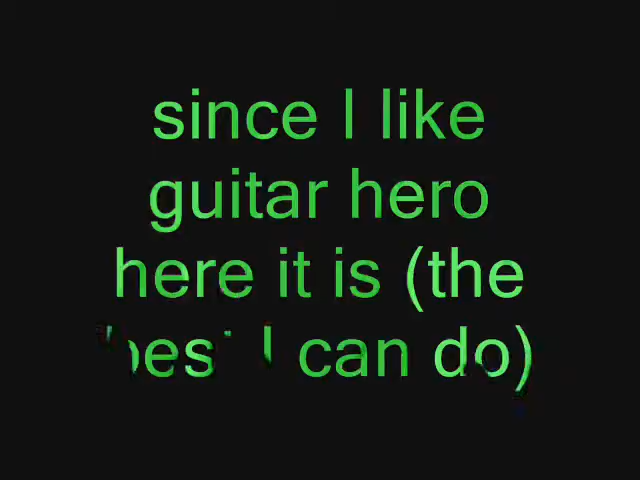 since I like
guitar hero
here it is (the
best I can do)